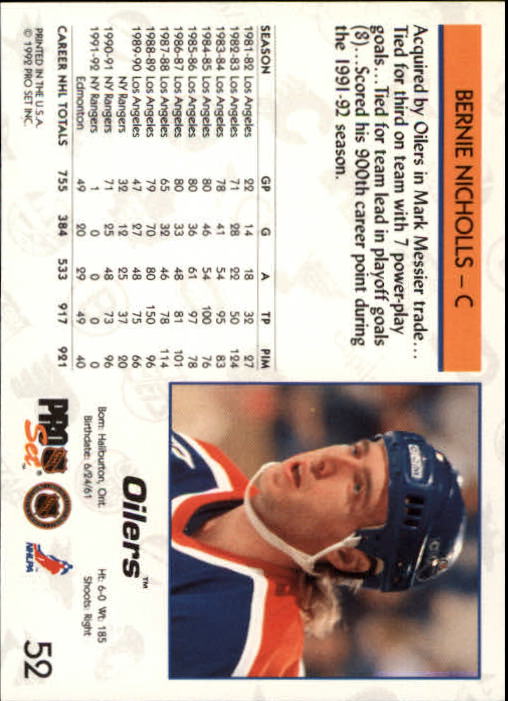 BERNIE NICHOLLS – C
Acquired by Oilers in Mark Messier trade...
Tied for third on team with 7 power-play
goals...Tied for team lead in playoff goals
(8)...Scored his 900th career point during
the 1991-92 season.
SEASON GP G A TP PIM
1981-82 Los Angeles 22 14 18 32 27
1982-83 Los Angeles 71 28 22 50 124
1983-84 Los Angeles 78 41 54 95 83
1984-85 Los Angeles 80 46 54 100 76
1985-86 Los Angeles 80 36 61 97 78
1986-87 Los Angeles 80 33 48 81 101
1987-88 Los Angeles 65 32 46 78 114
1988-89 Los Angeles 79 70 80 150 96
1989-90 Los Angeles 47 27 48 75 66
NY Rangers 32 12 25 37 20
1990-91 NY Rangers 71 25 48 73 96
1991-92 NY Rangers 1 0 0 0 0
Edmonton 49 20 29 49 40
CAREER NHL TOTALS 755 384 533 917 921
PRINTED IN THE U.S.A.
© 1992 PRO SET INC.
Oilers™
Born: Haliburton, Ont. Ht: 6-0 Wt: 185
Birthdate: 6/24/61 Shoots: Right
PRO Set
NHL
NHLPA
52